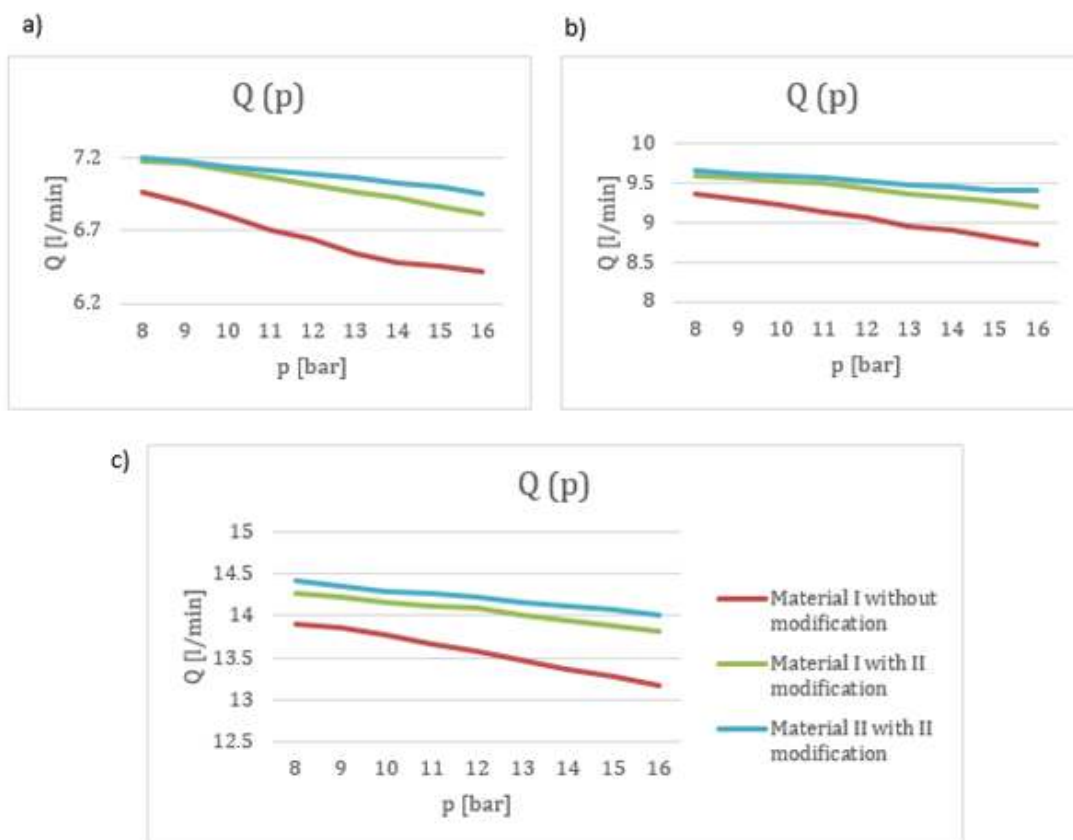 a)
Q (p)
Q [l/min]
7.2
6.7
6.2
8 9 10 11 12 13 14 15 16
p [bar]
b)
Q (p)
Q [l/min]
10
9.5
9
8.5
8
8 9 10 11 12 13 14 15 16
p [bar]
c)
Q (p)
Q [l/min]
15
14.5
14
13.5
13
12.5
8 9 10 11 12 13 14 15 16
p [bar]
Material I without
modification
Material I with II
modification
Material II with II
modification